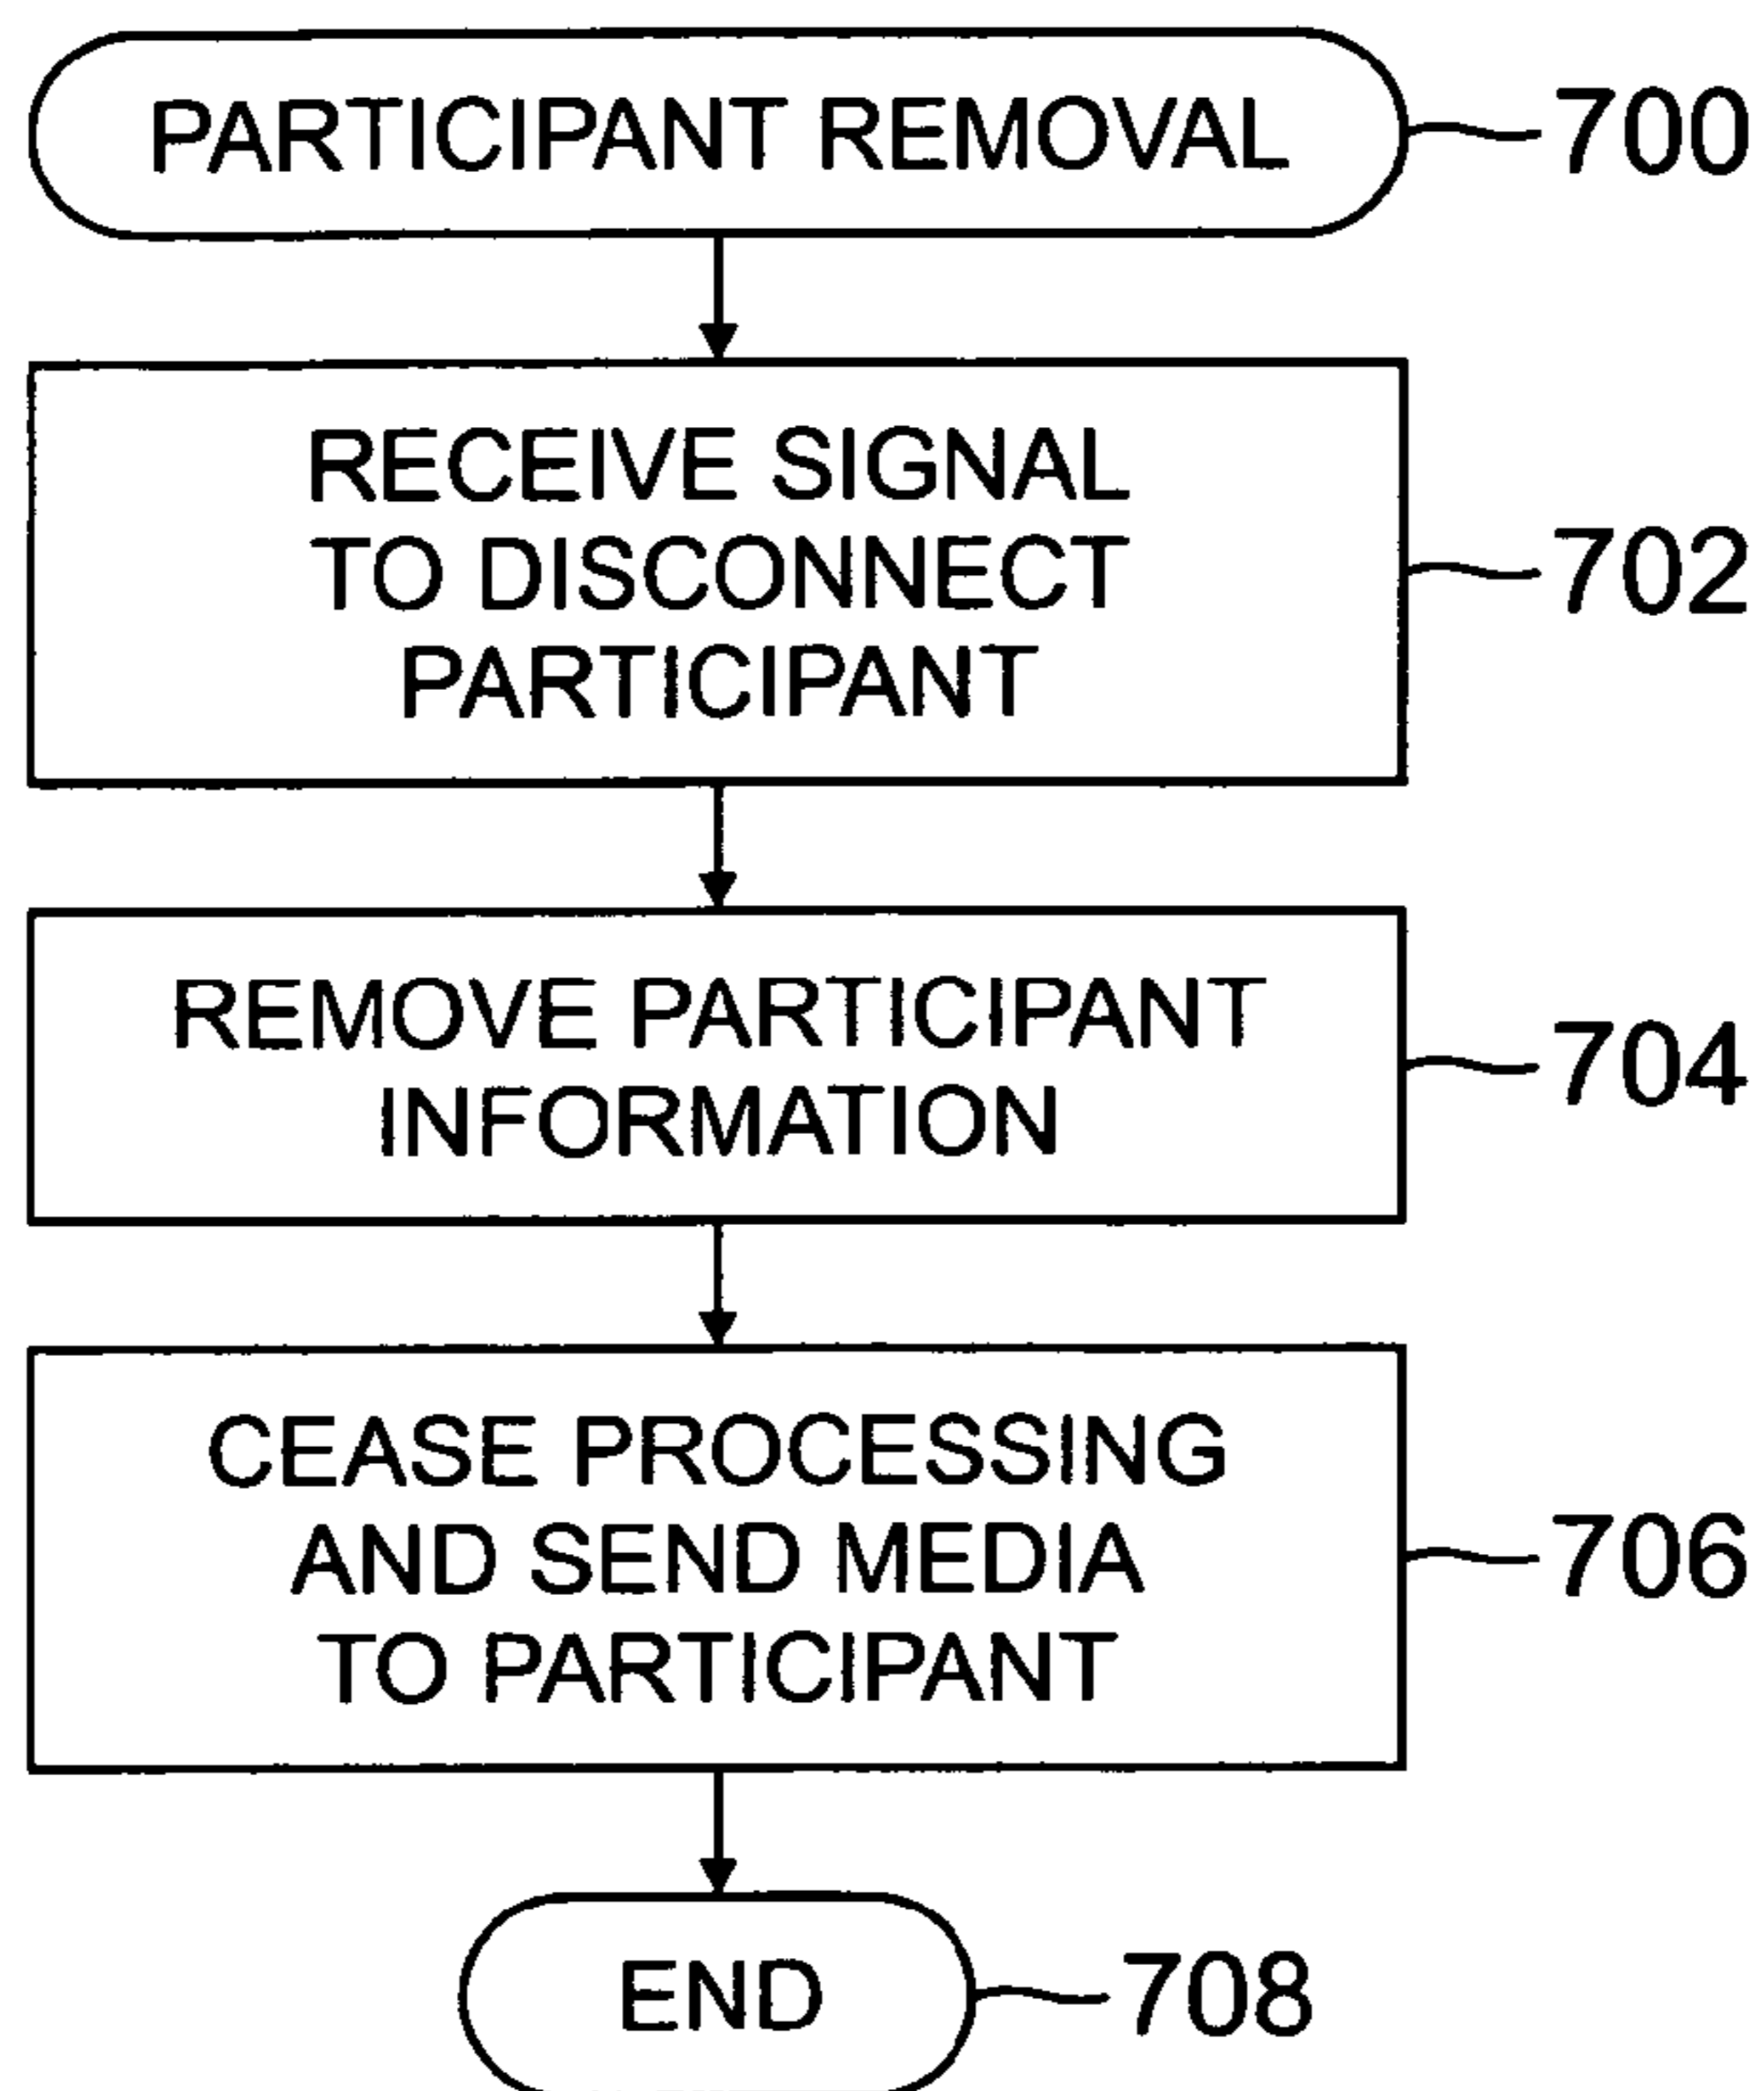 PARTICIPANT REMOVAL
700
RECEIVE SIGNAL
TO DISCONNECT
PARTICIPANT
702
REMOVE PARTICIPANT
INFORMATION
704
CEASE PROCESSING
AND SEND MEDIA
TO PARTICIPANT
706
END
708